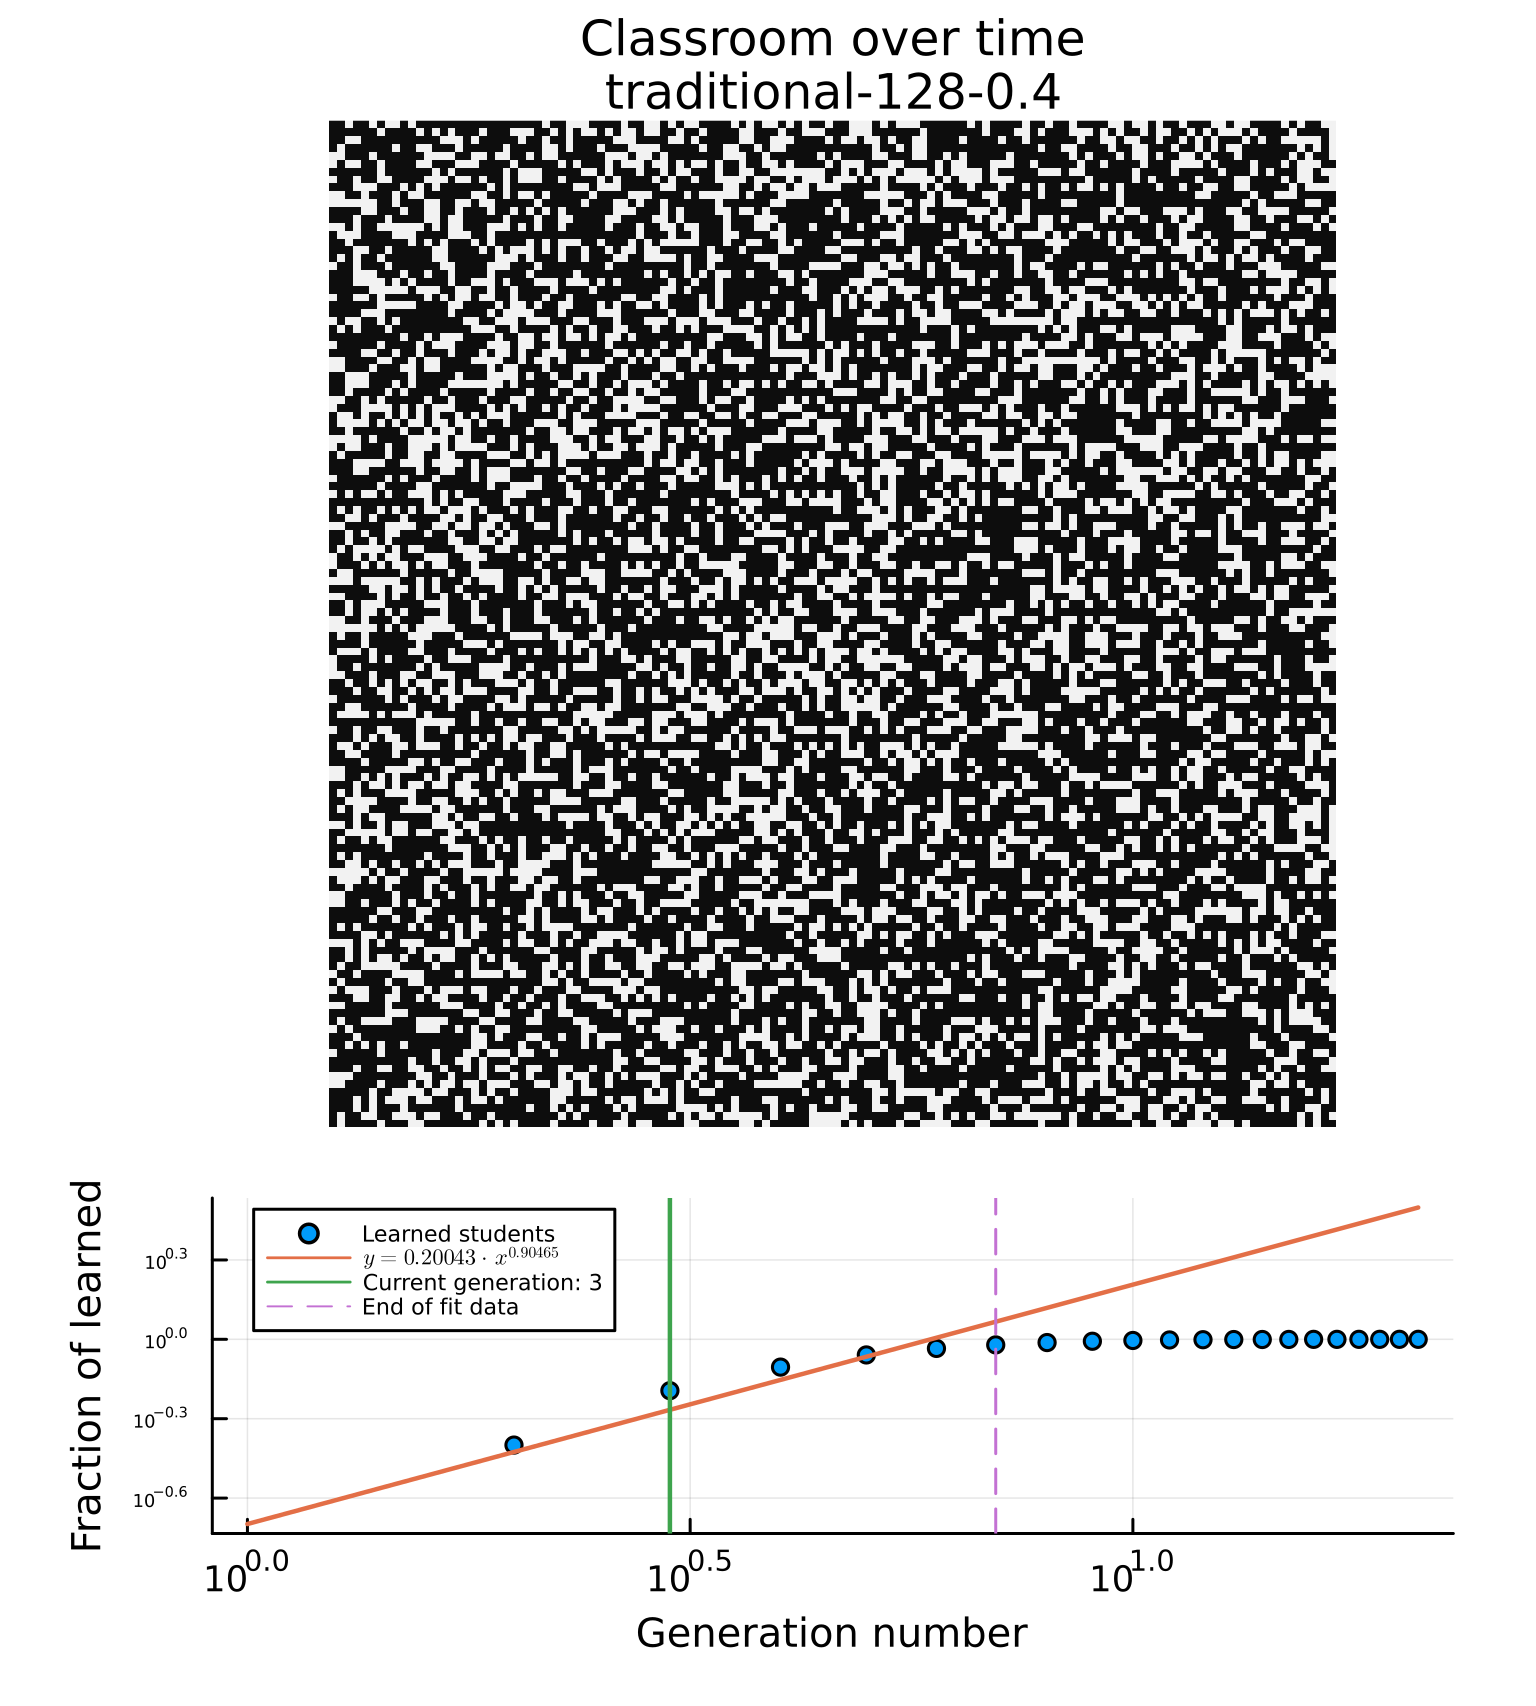 Classroom over time
traditional-128-0.4
Fraction of learned
10^0.3
10^0.0
10^−0.3
10^−0.6
Learned students
y = 0.20043 · x^0.90465
Current generation: 3
End of fit data
10^0.0
10^0.5
10^1.0
Generation number